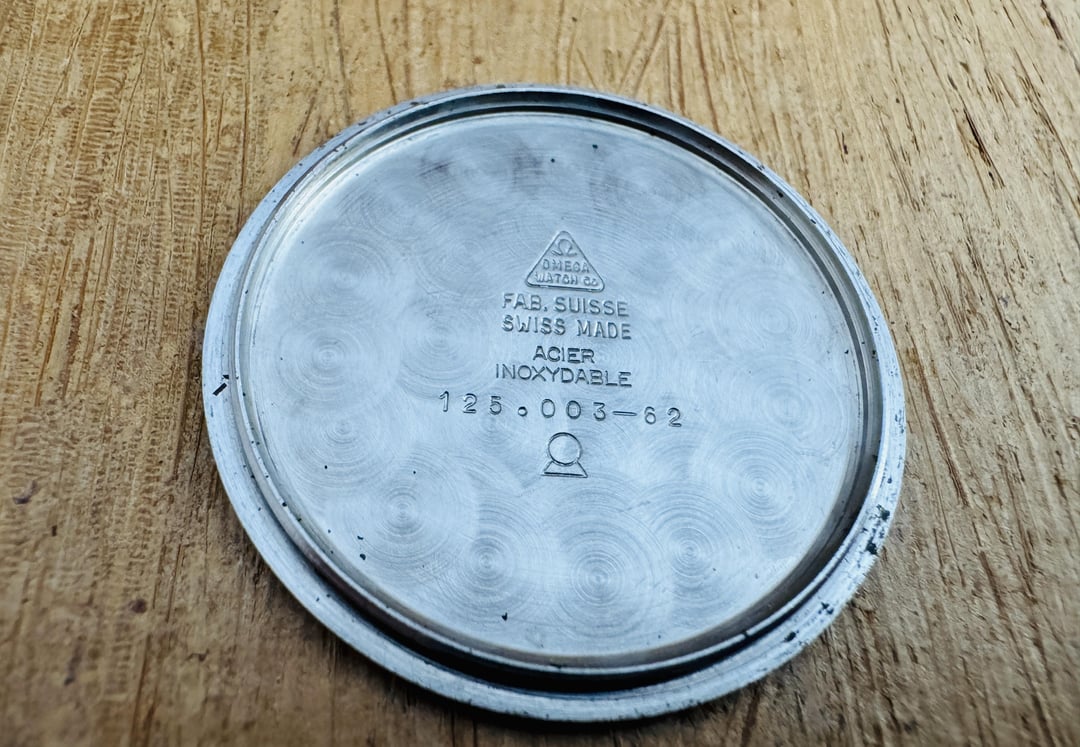 Ω
OMEGA
WATCH Co
FAB. SUISSE
SWISS MADE
ACIER
INOXYDABLE
125.003-62